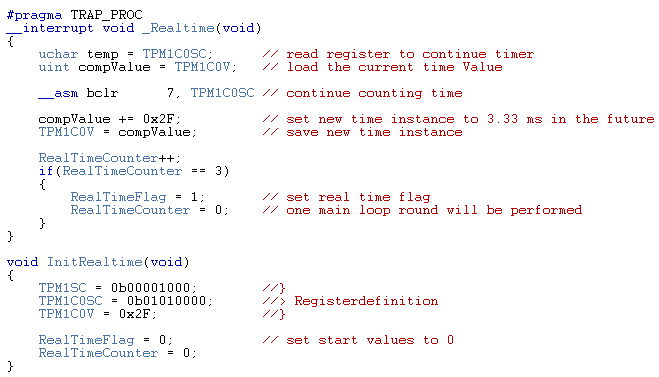 #pragma TRAP_PROC
__interrupt void _Realtime(void)
{
    uchar temp = TPM1C0SC;      // read register to continue timer
    uint compValue = TPM1C0V;   // load the current time Value

    __asm bclr      7, TPM1C0SC // continue counting time

    compValue += 0x2F;          // set new time instance to 3.33 ms in the future
    TPM1C0V = compValue;        // save new time instance

    RealTimeCounter++;
    if(RealTimeCounter == 3)
    {
        RealTimeFlag = 1;       // set real time flag
        RealTimeCounter = 0;    // one main loop round will be performed
    }
}

void InitRealtime(void)
{
    TPM1SC = 0b00001000;        //}
    TPM1C0SC = 0b01010000;      //> Registerdefinition
    TPM1C0V = 0x2F;             //}

    RealTimeFlag = 0;           // set start values to 0
    RealTimeCounter = 0;
}